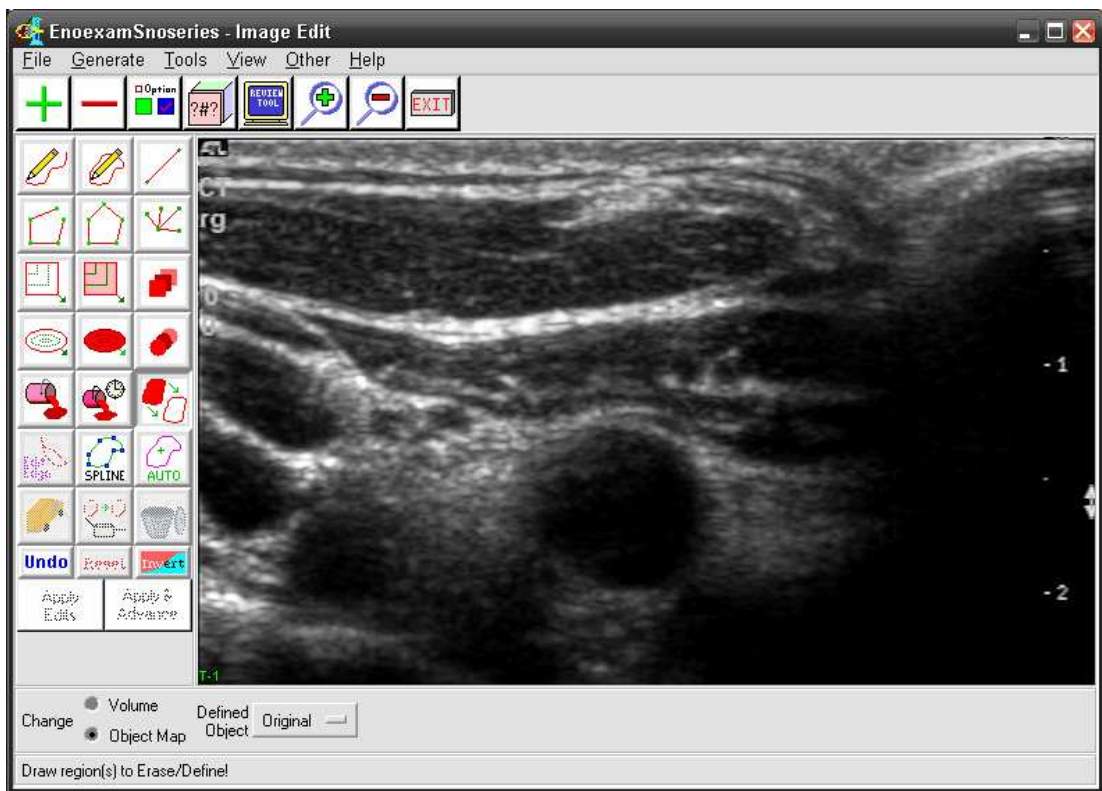 EnoexamSnoseries - Image Edit
File Generate Tools View Other Help
Option
?#?
REVIEW TOOL
EXIT
CT
rg
- 1
SPLINE AUTO
Undo Reset Invert
Apply Edits
Apply & Advance
- 2
T-1
Change
Volume
Object Map
Defined Object
Original
Draw region(s) to Erase/Define!